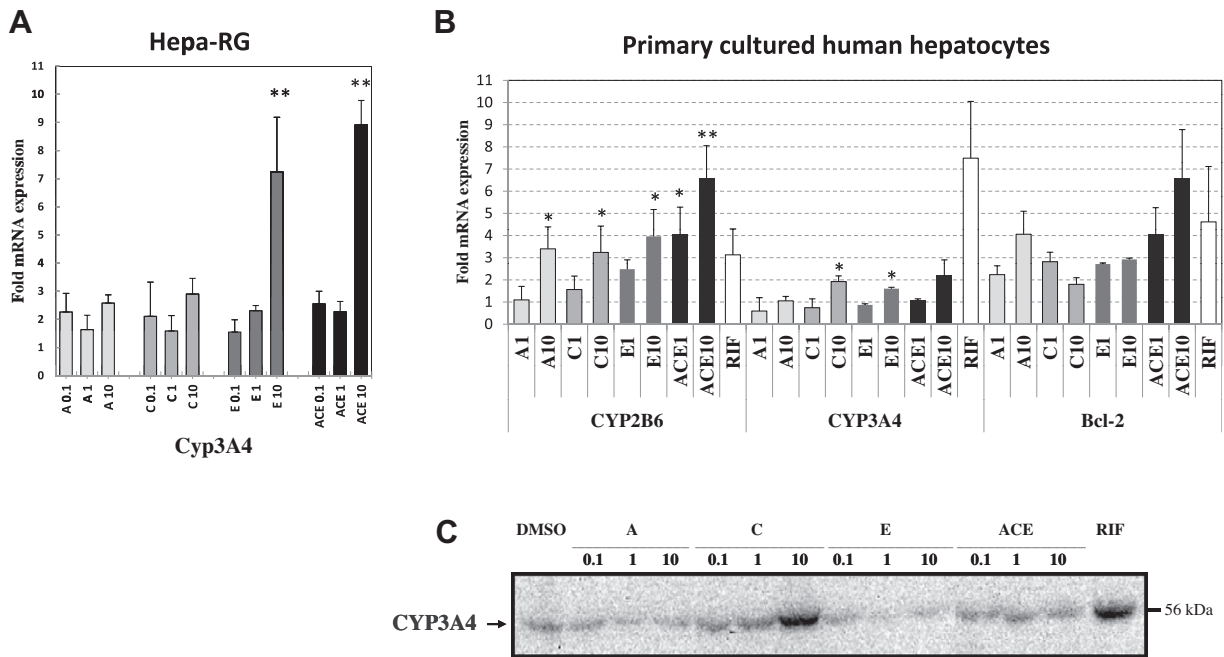 A
Hepa-RG
Fold mRNA expression
11
10
9
8
7
6
5
4
3
2
1
0
**
**
A 0.1
A 1
A 10
C 0.1
C 1
C 10
E 0.1
E 1
E 10
ACE 0.1
ACE 1
ACE 10
Cyp3A4
B
Primary cultured human hepatocytes
Fold mRNA expression
11
10
9
8
7
6
5
4
3
2
1
0
*
*
*
*
**
*
*
A1
A10
C1
C10
E1
E10
ACE1
ACE10
RIF
A1
A10
C1
C10
E1
E10
ACE1
ACE10
RIF
A1
A10
C1
C10
E1
E10
ACE1
ACE10
RIF
CYP2B6 CYP3A4 Bcl-2
C
DMSO A C E ACE RIF
0.1 1 10 0.1 1 10 0.1 1 10 0.1 1 10
CYP3A4
56 kDa